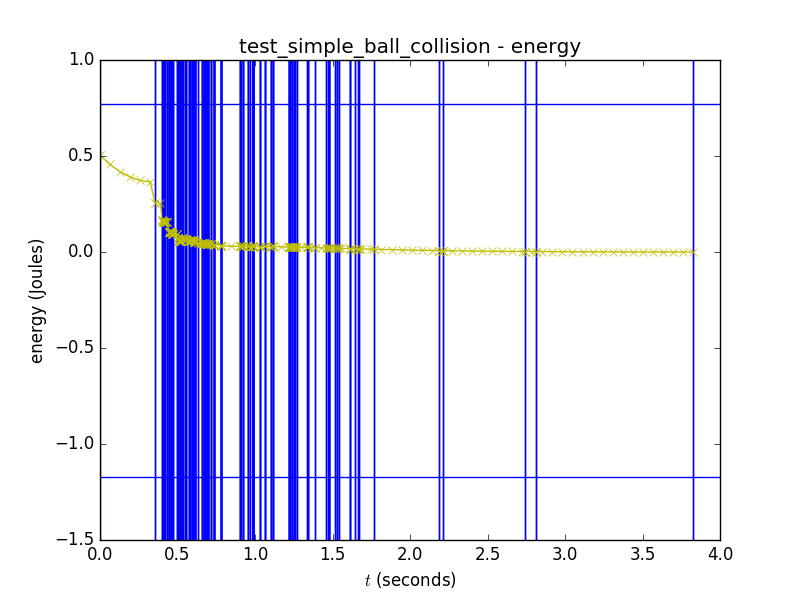 test_simple_ball_collision - energy
1.0
0.5
0.0
−0.5
−1.0
−1.5
energy (Joules)
0.0 0.5 1.0 1.5 2.0 2.5 3.0 3.5 4.0
t (seconds)